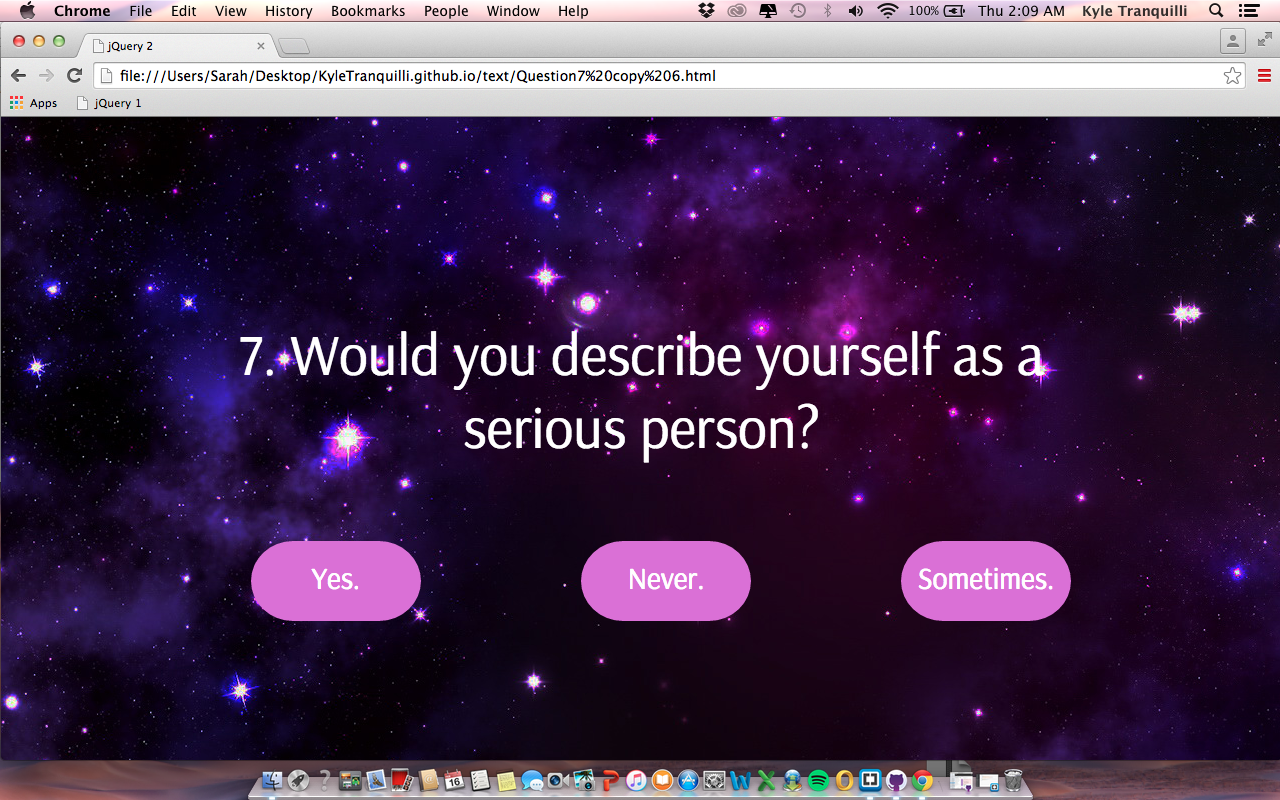 Chrome File Edit View History Bookmarks People Window Help 100% Thu 2:09 AM Kyle Tranquilli
jQuery 2
file:///Users/Sarah/Desktop/KyleTranquilli.github.io/text/Question7%20copy%206.html
Apps jQuery 1
7. Would you describe yourself as a
serious person?
Yes. Never. Sometimes.
16